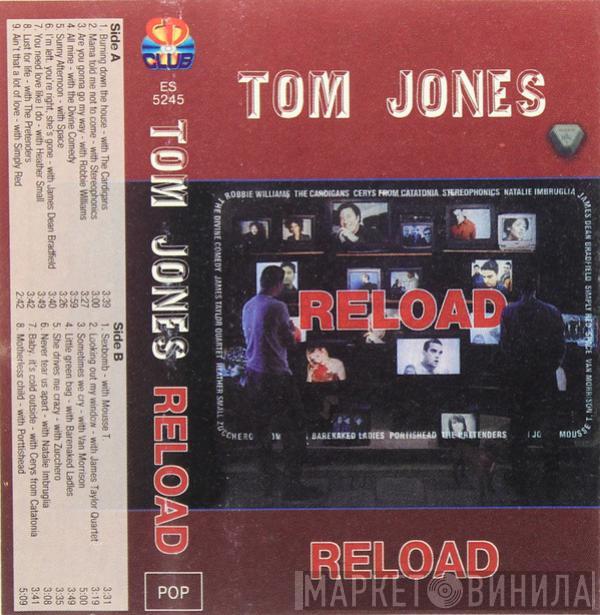 Side A
1. Burning down the house - with The Cardigans 3:39
2. Mama told me not to come - with Stereophonics 3:00
3. Are you gonna go my way - with Robbie Williams 3:27
4. All mine - with the Divine Comedy 3:59
5. Sunny Afternoon - with Space 3:26
6. I'm left, you're right, she's gone - with James Dean Bradfield 3:40
7. You need love like I do - with Heather Small 3:49
8. Lust for life - with The Pretenders 3:42
9. Ain't that a lot of love - with Simply Red 2:42
Side B
1. Sexbomb - with Mousse T. 3:31
2. Looking out my window - with James Taylor Quartet 3:19
3. Sometimes we cry - with Van Morrison 5:00
4. Little green bag - with Barenaked Ladies 3:49
5. She drives me crazy - with Zucchero 3:35
6. Never tear us apart - with Natalie Imbruglia 3:08
7. Baby, it's cold outside - with Cerys from Catatonia 3:41
8. Motherless child - with Portishead 5:09
CD
CLUB
ES
5245
TOM JONES RELOAD
POP
TOM JONES
ROBBIE WILLIAMS THE CARDIGANS CERYS FROM CATATONIA STEREOPHONICS NATALIE IMBRUGLIA
JAMES DEAN BRADFIELD SIMPLY RED VAN MORRISON
THE DIVINE COMEDY JAMES TAYLOR QUARTET HEATHER SMALL
ZUCCHERO BARENAKED LADIES PORTISHEAD THE PRETENDERS MOUSSE T
RELOAD
RELOAD
МАРКЕТ ВИНИЛА